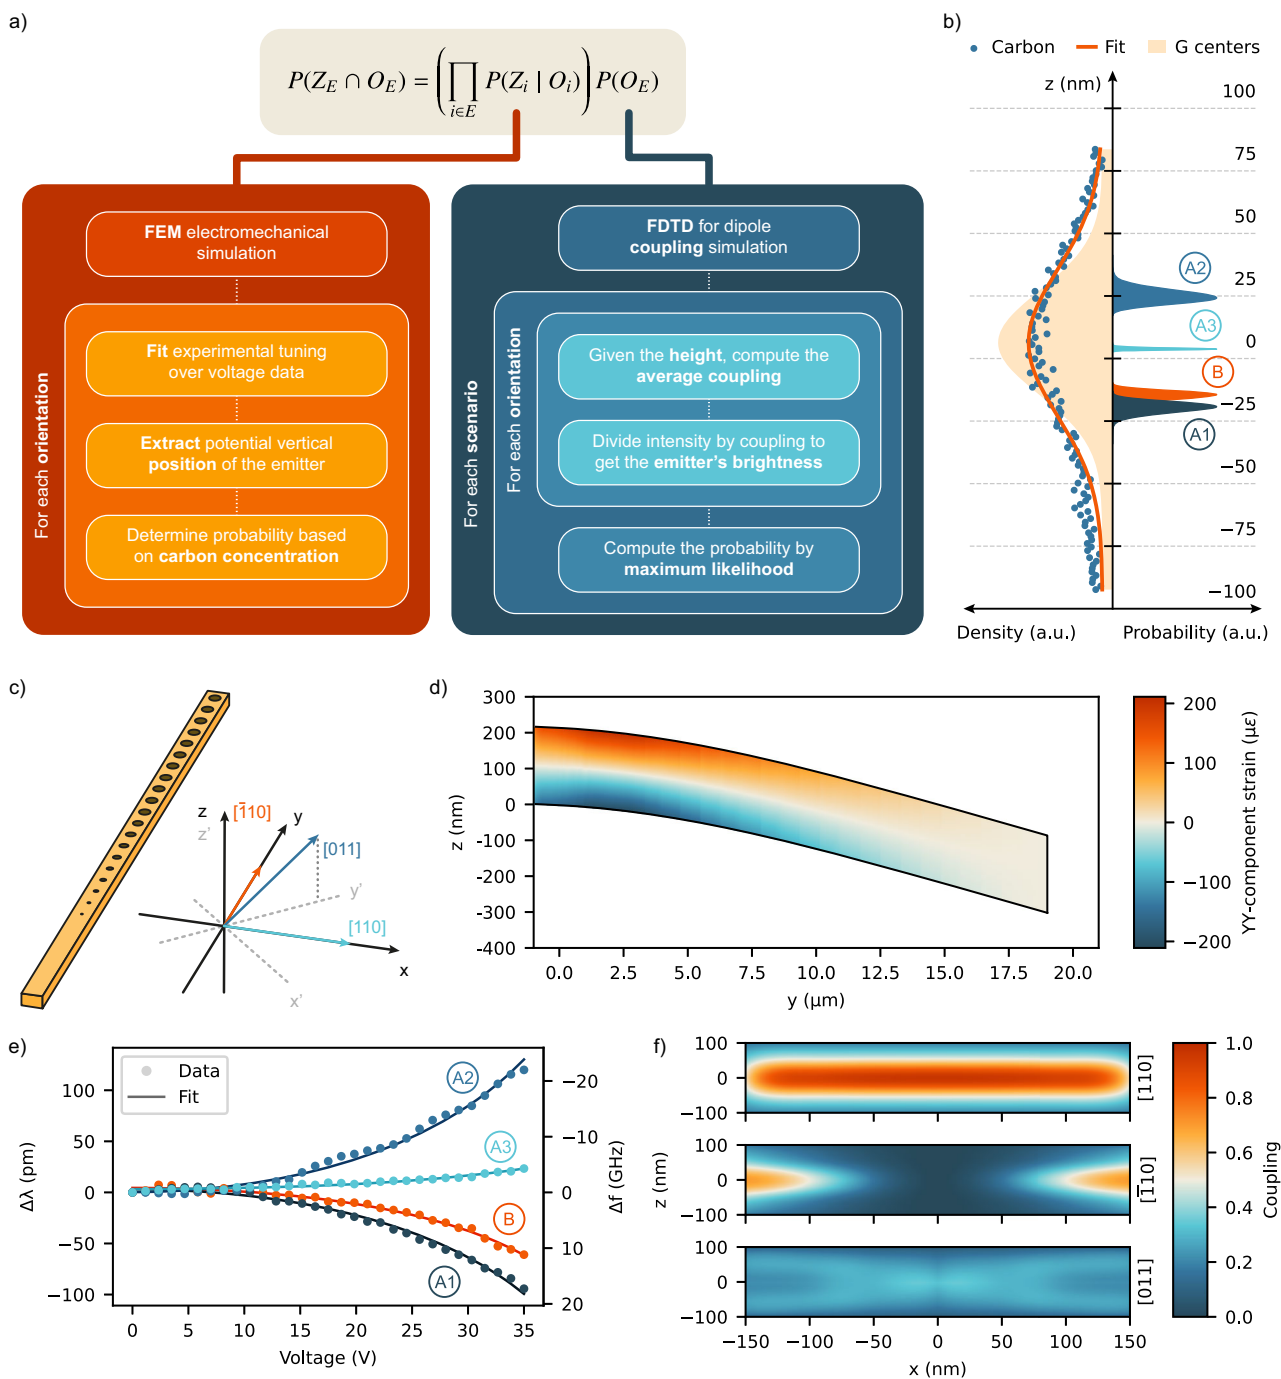 a)
P(Z_E ∩ O_E) = (∏_{i∈E} P(Z_i | O_i)) P(O_E)
For each orientation
FEM electromechanical
simulation
Fit experimental tuning
over voltage data
Extract potential vertical
position of the emitter
Determine probability based
on carbon concentration
For each scenario
For each orientation
FDTD for dipole
coupling simulation
Given the height, compute the
average coupling
Divide intensity by coupling to
get the emitter's brightness
Compute the probability by
maximum likelihood
b)
Carbon Fit G centers
z (nm)
100
75
50
25
0
−25
−50
−75
−100
A2
A3
B
A1
Density (a.u.) Probability (a.u.)
c)
z
z'
[1̄10]
y
[011]
y'
[110]
x
x'
d)
z (nm)
300
200
100
0
-100
-200
-300
-400
0.0 2.5 5.0 7.5 10.0 12.5 15.0 17.5 20.0
y (μm)
200
100
0
−100
−200
YY-component strain (με)
e)
Data
Fit
Δλ (pm)
100
50
0
−50
−100
A2
A3
B
A1
−20
−10
0
10
20
Δf (GHz)
0 5 10 15 20 25 30 35
Voltage (V)
f)
z (nm)
100
0
−100
[110]
100
0
−100
[1̄10]
100
0
−100
[011]
−150 −100 −50 0 50 100 150
x (nm)
1.0
0.8
0.6
0.4
0.2
0.0
Coupling